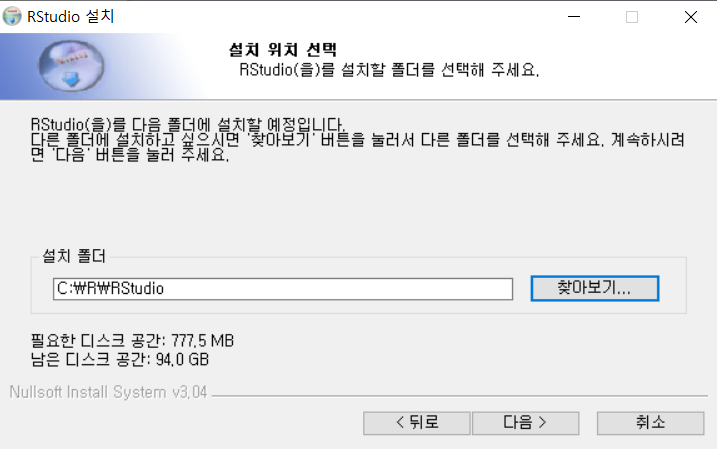 RStudio 설치
설치 위치 선택
RStudio(을)를 설치할 폴더를 선택해 주세요.
RStudio(을)를 다음 폴더에 설치할 예정입니다.
다른 폴더에 설치하고 싶으시면 '찾아보기' 버튼을 눌러서 다른 폴더를 선택해 주세요. 계속하시려
면 '다음' 버튼을 눌러 주세요.
설치 폴더
C:₩R₩RStudio
찾아보기...
필요한 디스크 공간: 777.5 MB
남은 디스크 공간: 94.0 GB
Nullsoft Install System v3.04
< 뒤로
다음 >
취소